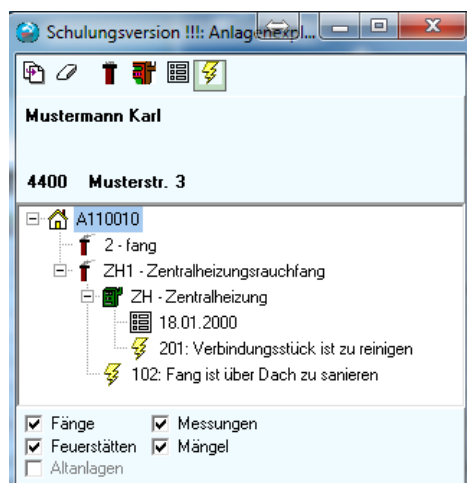 Schulungsversion !!!: Anlagenexpl...
Mustermann Karl
4400 Musterstr. 3
A110010
2 - fang
ZH1 - Zentralheizungsrauchfang
ZH - Zentralheizung
18.01.2000
201: Verbindungsstück ist zu reinigen
102: Fang ist über Dach zu sanieren
Fänge Messungen
Feuerstätten Mängel
Altanlagen